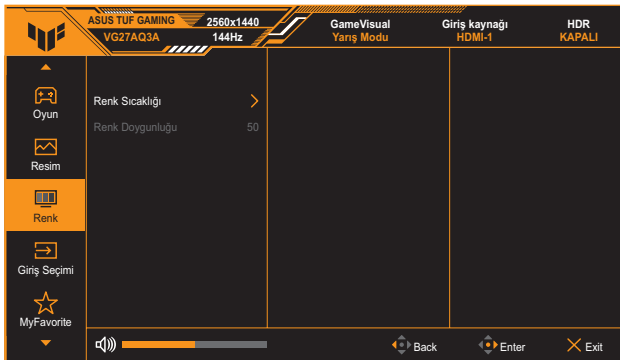 ASUS TUF GAMING
VG27AQ3A
2560x1440
144Hz
GameVisual
Yarış Modu
Giriş kaynağı
HDMI-1
HDR
KAPALI
Oyun
Resim
Renk
Giriş Seçimi
MyFavorite
Renk Sıcaklığı
Renk Doygunluğu 50
Back
Enter
Exit